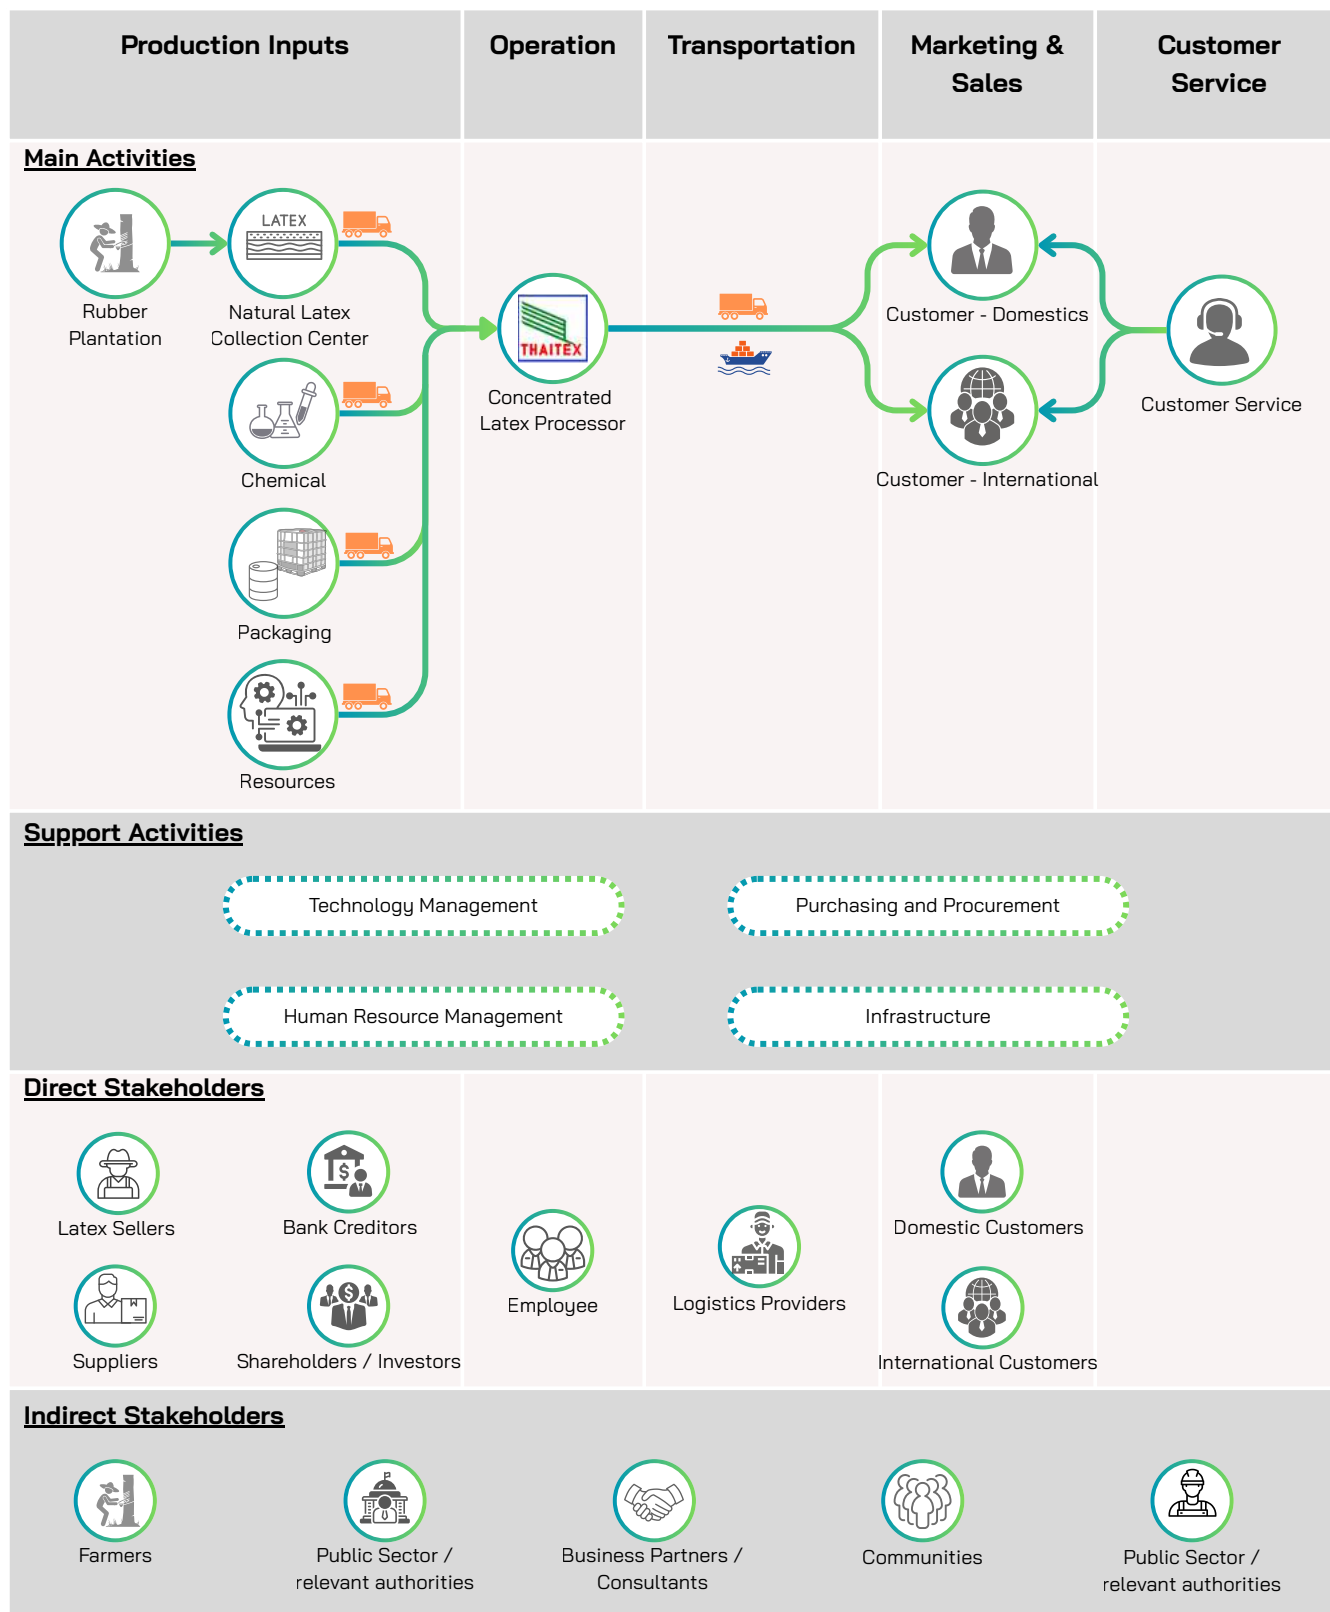 Production Inputs
Operation
Transportation
Marketing &
Sales
Customer
Service
Main Activities
LATEX
Rubber
Plantation
Natural Latex
Collection Center
Chemical
Packaging
Resources
THAITEX
Concentrated
Latex Processor
Customer - Domestics
Customer - International
Customer Service
Support Activities
Technology Management
Purchasing and Procurement
Human Resource Management
Infrastructure
Direct Stakeholders
Latex Sellers
$
Bank Creditors
Suppliers
$
Shareholders / Investors
Employee
Logistics Providers
Domestic Customers
International Customers
Indirect Stakeholders
Farmers
Public Sector /
relevant authorities
Business Partners /
Consultants
Communities
Public Sector /
relevant authorities